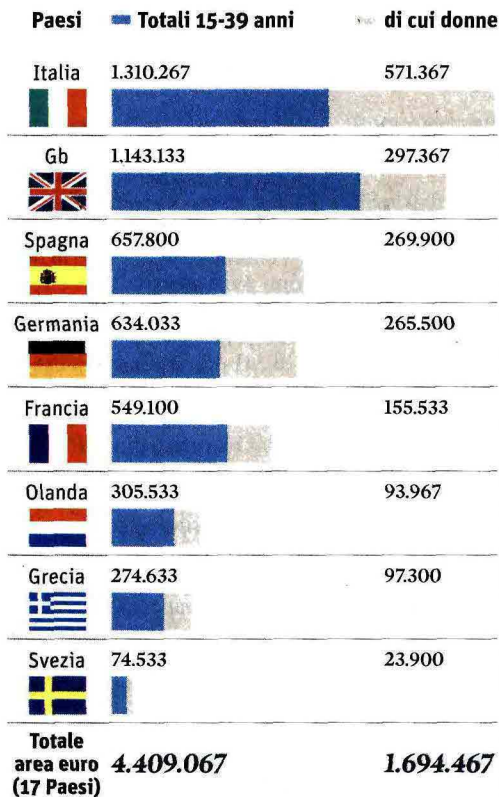 Paesi Totali 15-39 anni di cui donne
Italia 1.310.267 571.367
Gb 1.143.133 297.367
Spagna 657.800 269.900
Germania 634.033 265.500
Francia 549.100 155.533
Olanda 305.533 93.967
Grecia 274.633 97.300
Svezia 74.533 23.900
Totale
area euro 4.409.067 1.694.467
(17 Paesi)